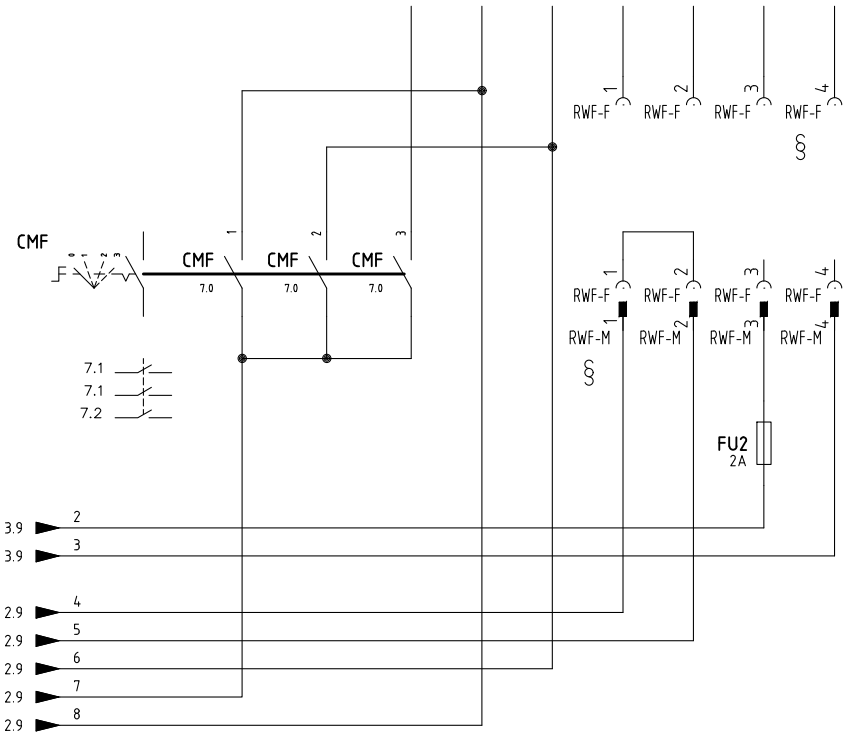 1 2 3 4
RWF-F RWF-F RWF-F RWF-F
§
1 2 3
CMF
0 1 2 3
CMF CMF CMF
7.0 7.0 7.0
1 2 3 4
RWF-F RWF-F RWF-F RWF-F
1 2 3 4
RWF-M RWF-M RWF-M RWF-M
§
7.1
7.1
7.2
FU2
2A
3.9 2
3.9 3
2.9 4
2.9 5
2.9 6
2.9 7
2.9 8